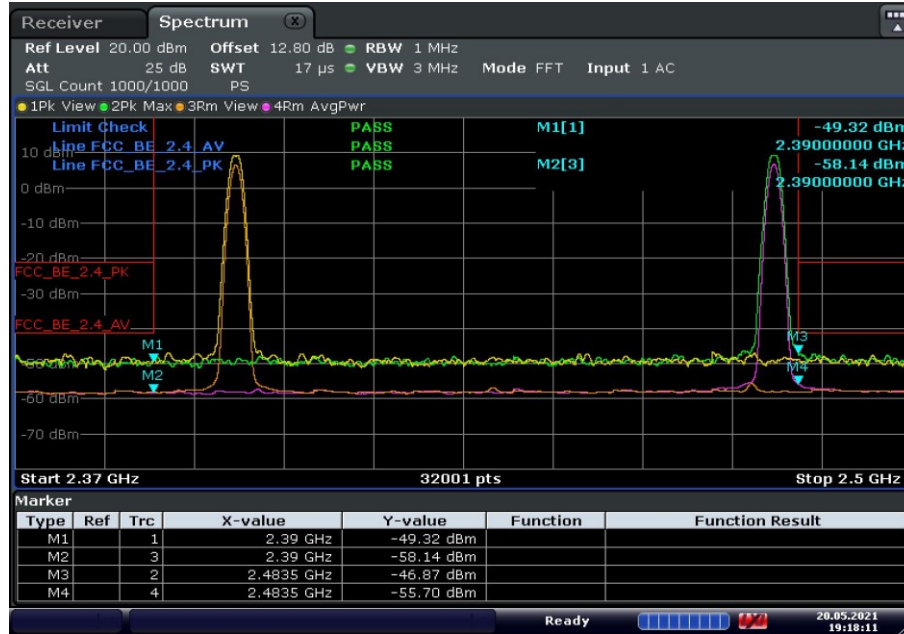 Receiver Spectrum X
Ref Level 20.00 dBm Offset 12.80 dB RBW 1 MHz
Att 25 dB SWT 17 µs VBW 3 MHz Mode FFT Input 1 AC
SGL Count 1000/1000 PS
1Pk View 2Pk Max 3Rm View 4Rm AvgPwr
Limit Check PASS M1[1] -49.32 dBm
10 dBm Line FCC_BE_2.4_AV PASS 2.39000000 GHz
Line FCC_BE_2.4_PK PASS M2[3] -58.14 dBm
0 dBm 2.39000000 GHz
-10 dBm
-20 dBm
FCC_BE_2.4_PK
-30 dBm
FCC_BE_2.4_AV
M1 M3
M2 M4
-60 dBm
-70 dBm
Start 2.37 GHz 32001 pts Stop 2.5 GHz
Marker
Type Ref Trc X-value Y-value Function Function Result
M1 1 2.39 GHz -49.32 dBm
M2 3 2.39 GHz -58.14 dBm
M3 2 2.4835 GHz -46.87 dBm
M4 4 2.4835 GHz -55.70 dBm
Ready 20.05.2021
19:18:11